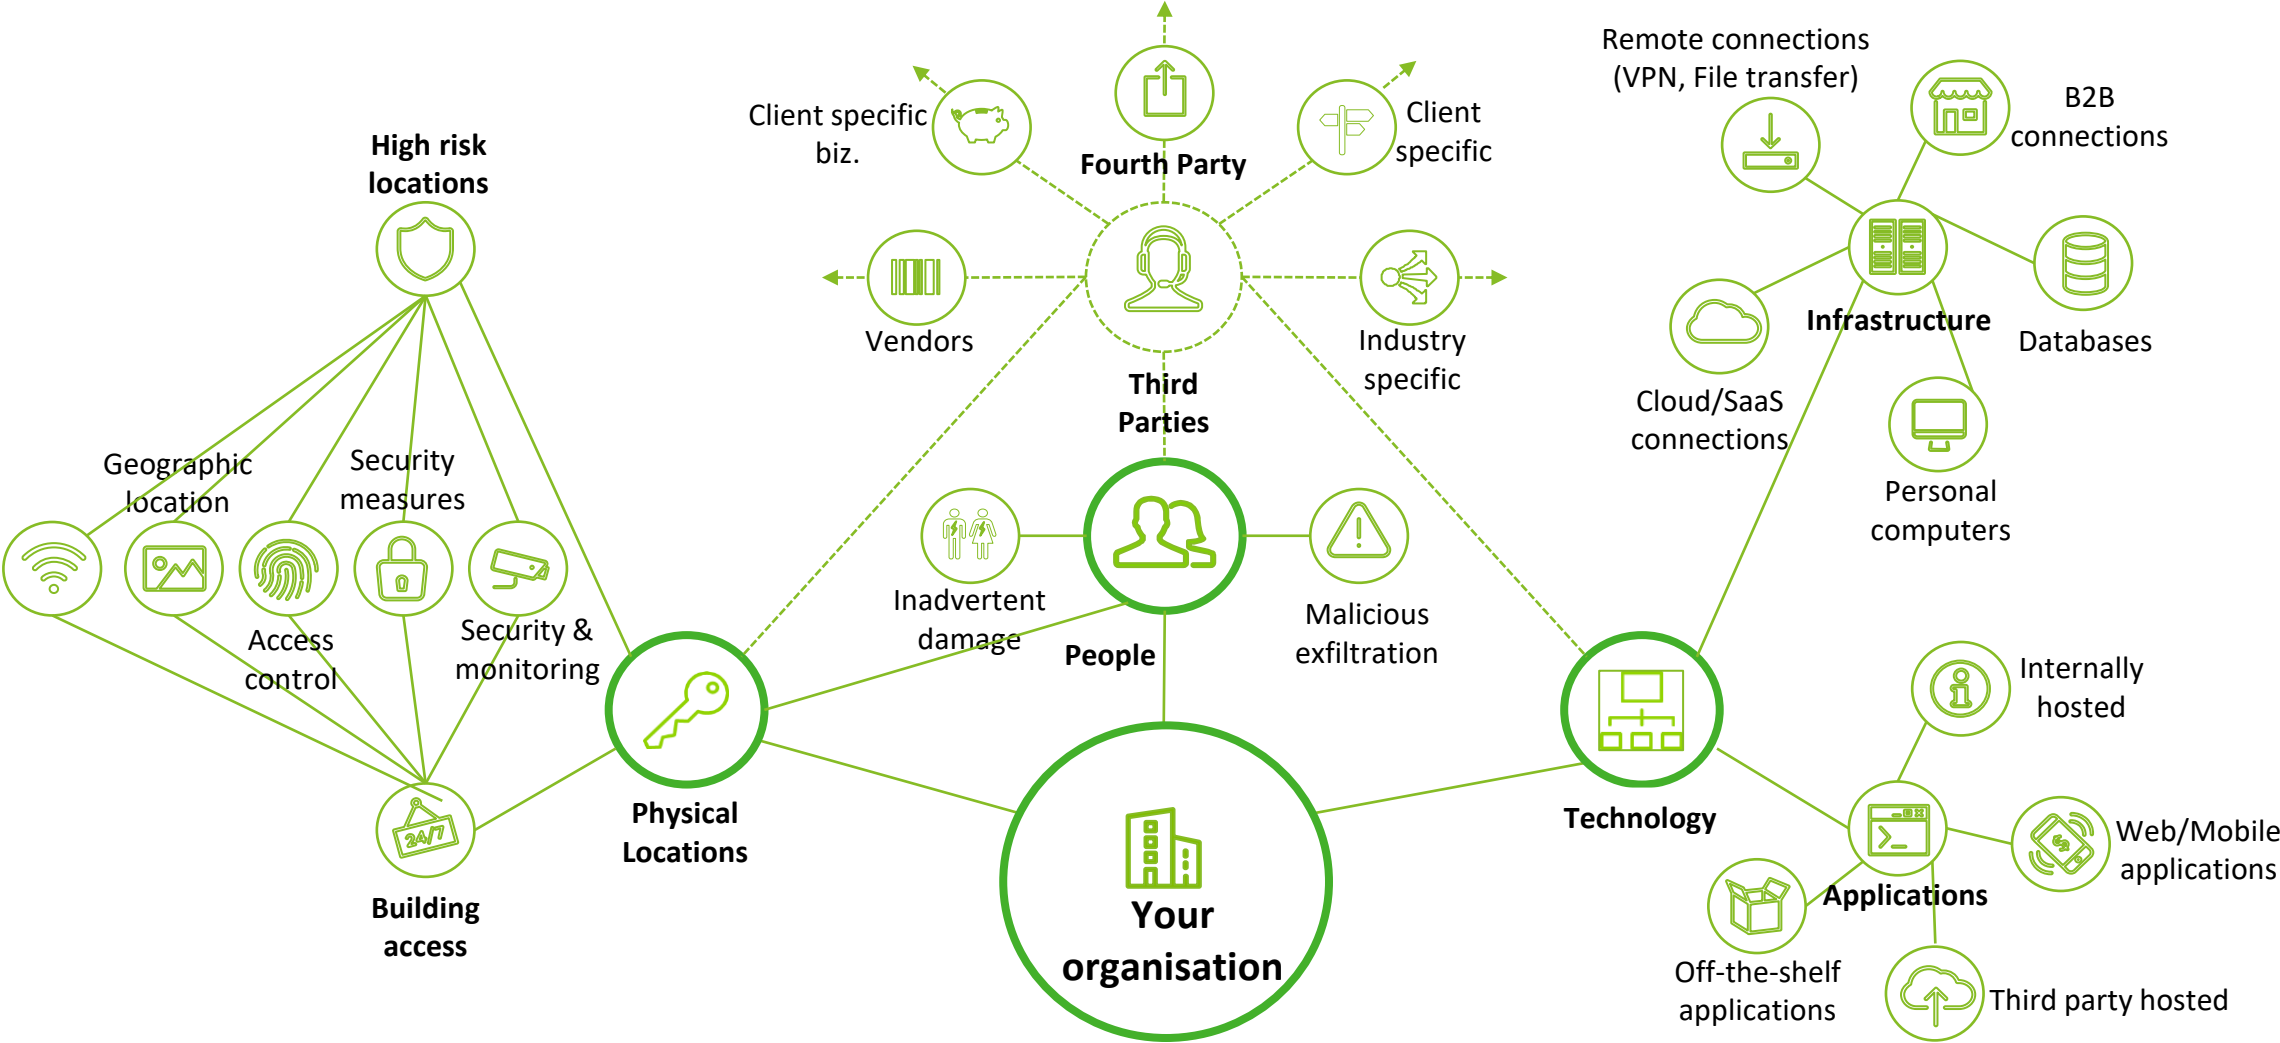 Remote connections
(VPN, File transfer)
B2B
connections
Client specific
biz.
Client
specific
Fourth Party
High risk
locations
Vendors
Industry
specific
Infrastructure
Databases
Third
Parties
Cloud/SaaS
connections
Geographic
location
Security
measures
Personal
computers
Inadvertent
damage
People
Malicious
exfiltration
Access
control
Security &
monitoring
Internally
hosted
Physical
Locations
Technology
24/7
Web/Mobile
applications
Building
access
Applications
Your
organisation
Off-the-shelf
applications
Third party hosted